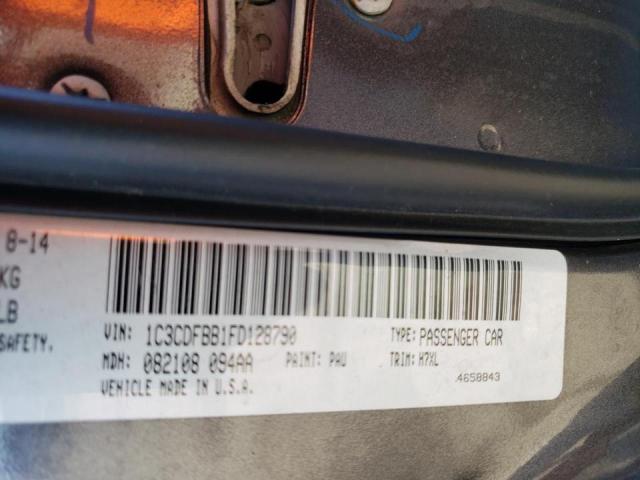 8-14
KG
LB
SAFETY.
VIN: 1C3CDFBB1FD128790 TYPE: PASSENGER CAR
MDH: 082108 094AA PAINT: PAU TRIM: H7XL
VEHICLE MADE IN U.S.A. 4658843